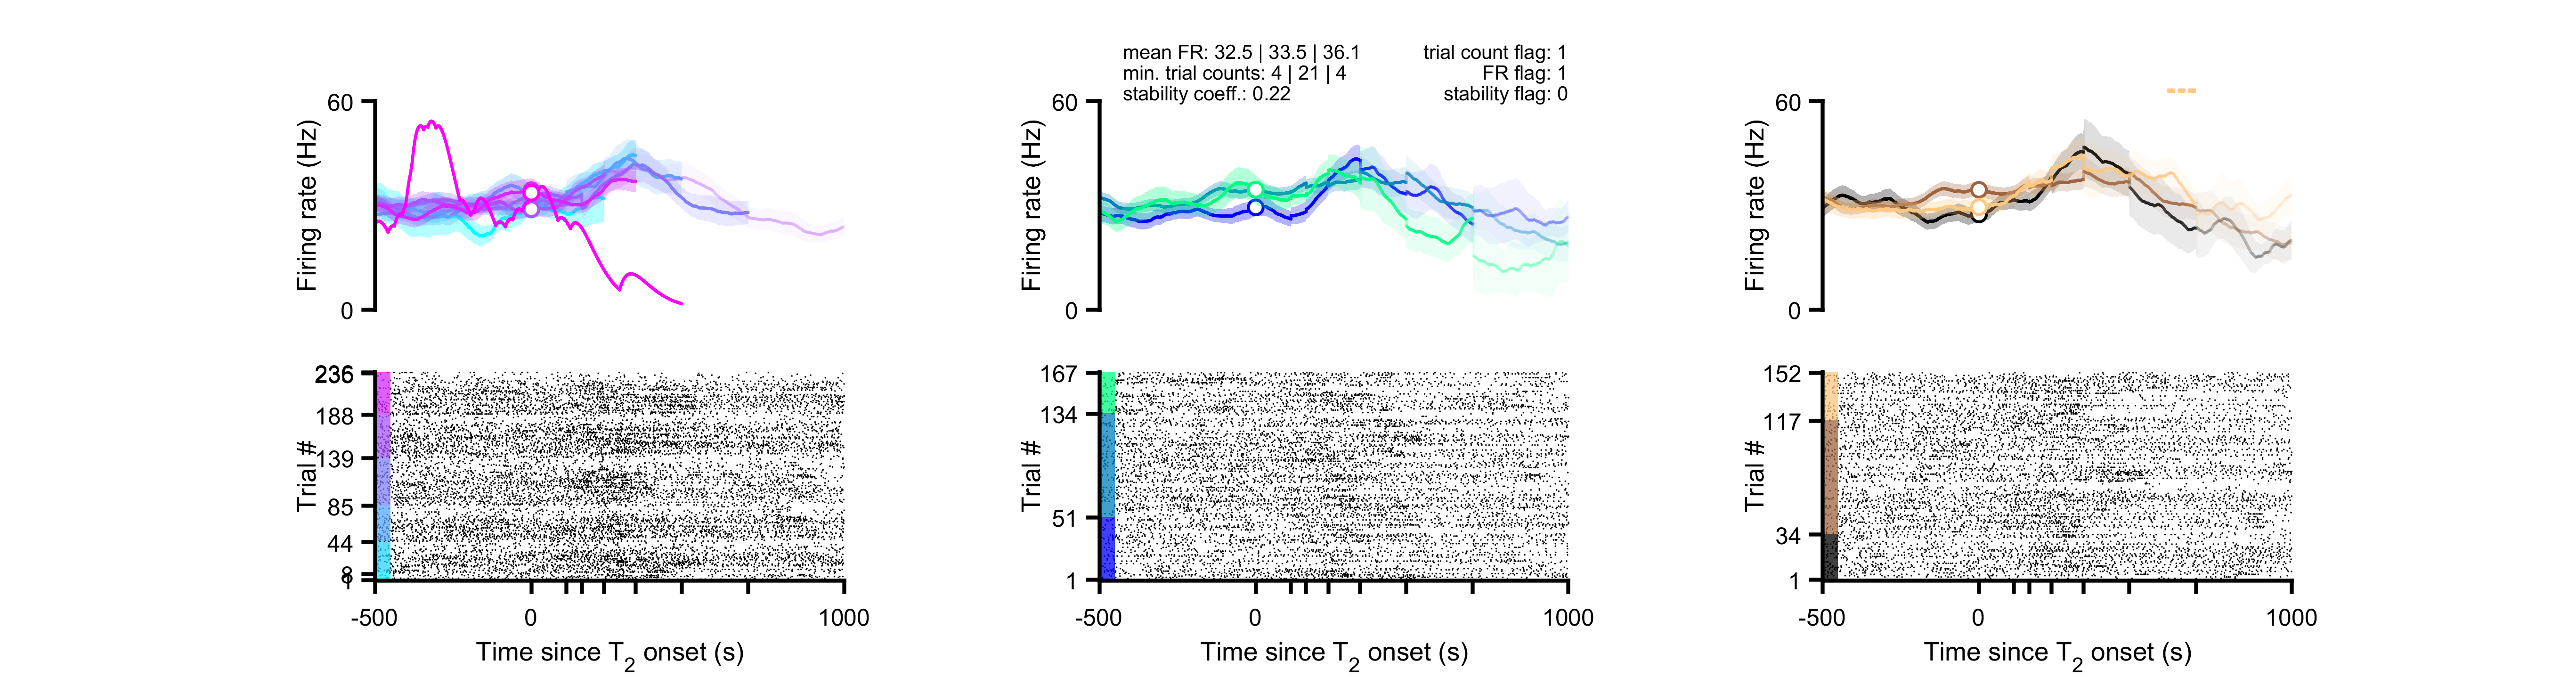 mean FR: 32.5 | 33.5 | 36.1
min. trial counts: 4 | 21 | 4
stability coeff.: 0.22
trial count flag: 1
FR flag: 1
stability flag: 0
60
Firing rate (Hz)
0
60
Firing rate (Hz)
0
60
Firing rate (Hz)
0
236
188
139
85
44
8
Trial #
-500 0 1000
Time since T2 onset (s)
167
134
51
1
Trial #
-500 0 1000
Time since T2 onset (s)
152
117
34
1
Trial #
-500 0 1000
Time since T2 onset (s)